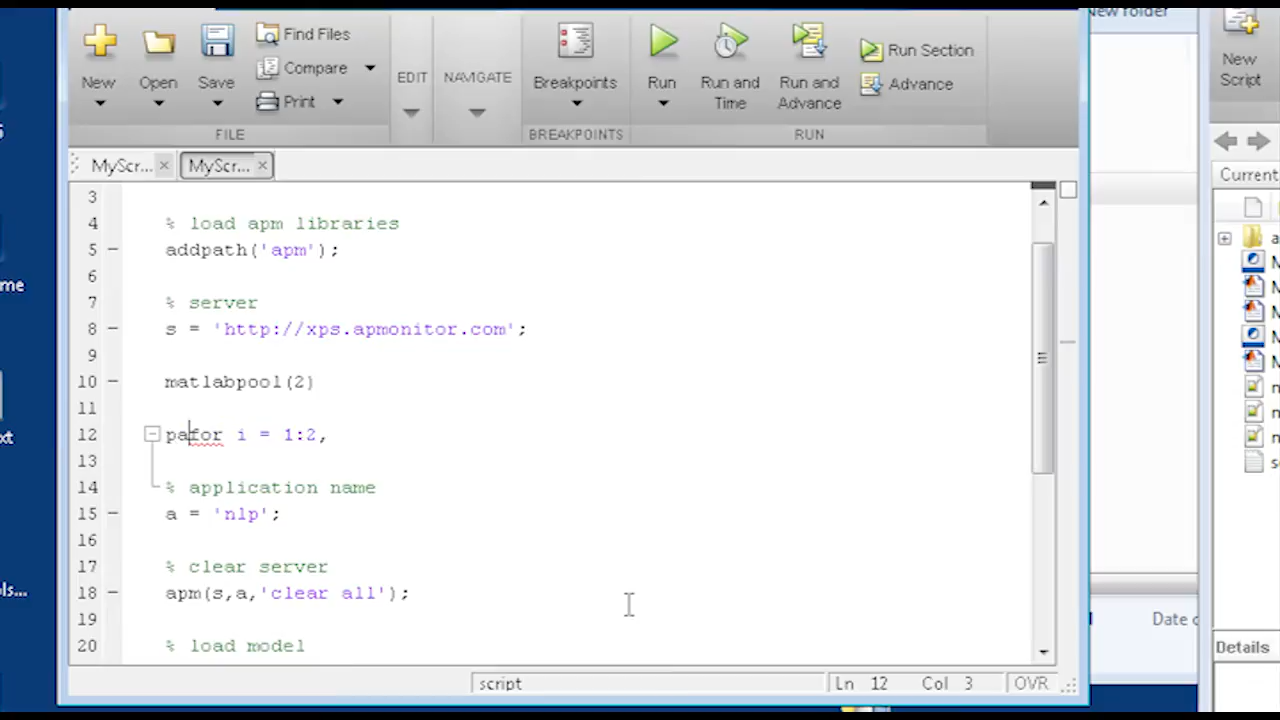 New folder
New
Open
Save
Find Files
Compare
Print
FILE
EDIT
NAVIGATE
Breakpoints
BREAKPOINTS
Run
Run and Time
Run and Advance
Run Section
Advance
RUN
New Script
MyScr...
MyScr...
3
4 % load apm libraries
5 addpath('apm');
6
7 % server
8 s = 'http://xps.apmonitor.com';
9
10 matlabpool(2)
11
12 pafor i = 1:2,
13
14 % application name
15 a = 'nlp';
16
17 % clear server
18 apm(s,a,'clear all');
19
20 % load model
script
Ln 12 Col 3 OVR
Current
Date
Details